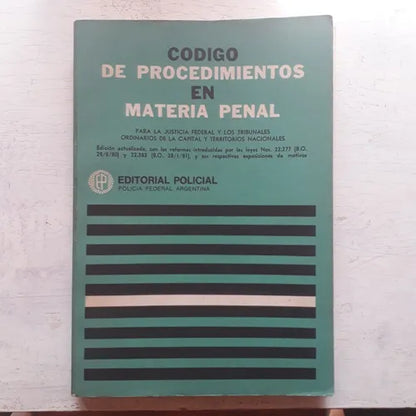 CODIGO
DE PROCEDIMIENTOS
EN
MATERIA PENAL
PARA LA JUSTICIA FEDERAL Y LOS TRIBUNALES
ORDINARIOS DE LA CAPITAL Y TERRITORIOS NACIONALES
Edición actualizada, con las reformas introducidas por las leyes Nos. 22.277 (B.O.
28/8/80) y 22.383 (B.O. 28/1/81), y sus respectivas exposiciones de motivos
EDITORIAL POLICIAL
POLICIA FEDERAL ARGENTINA